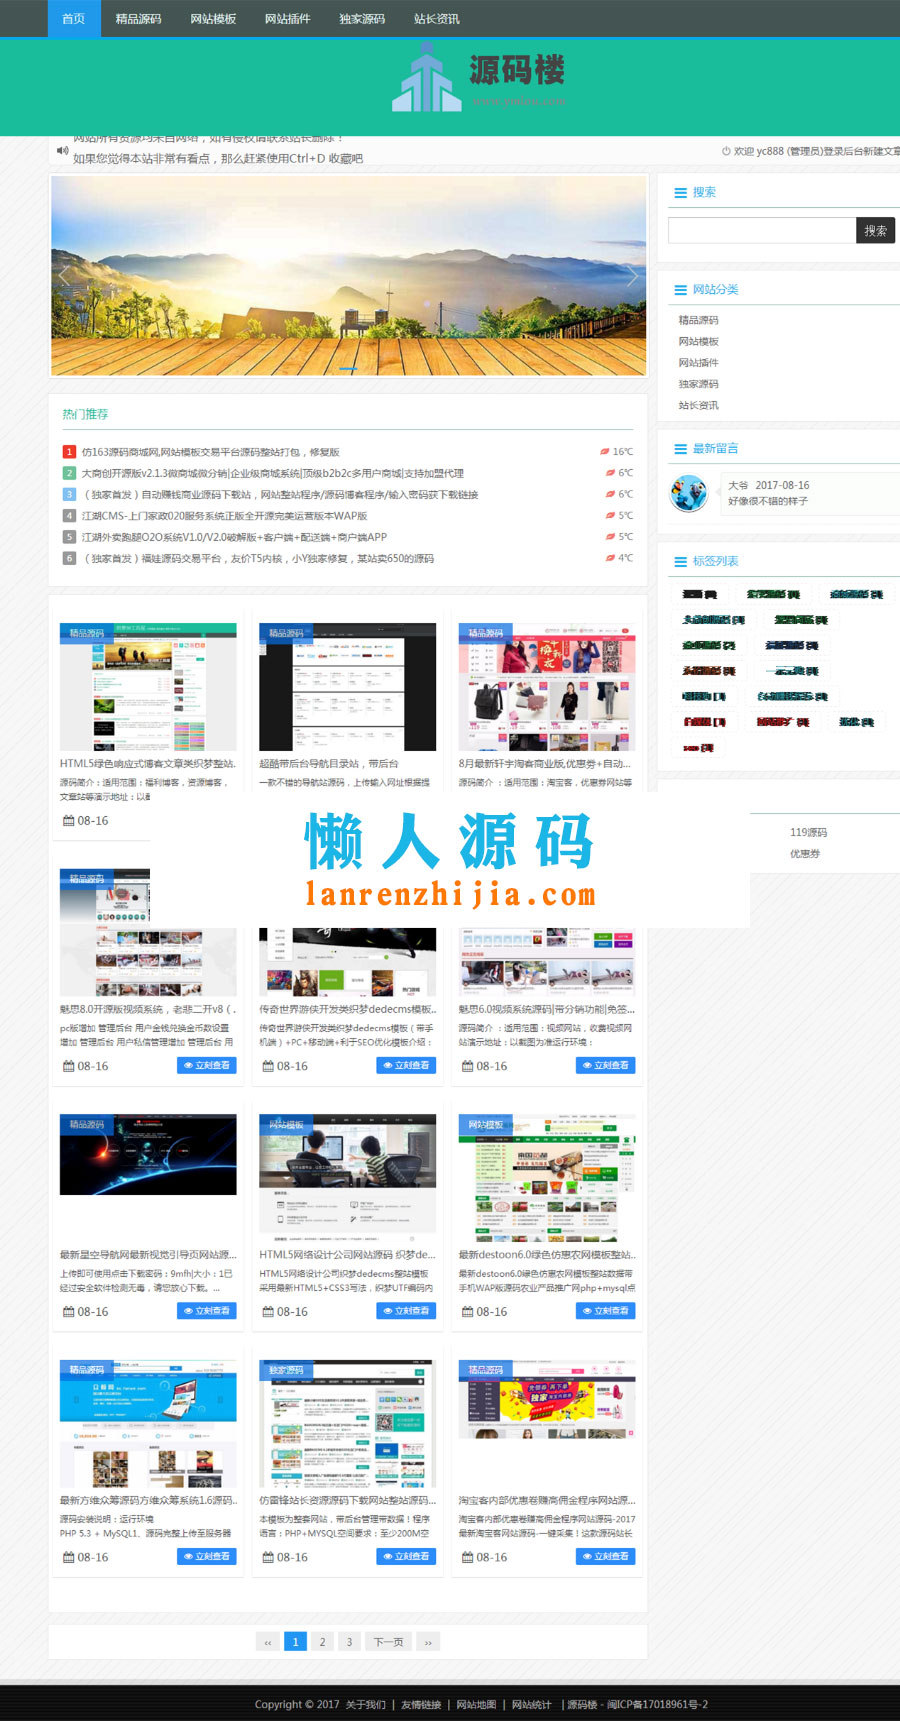 首页 精品源码 网站模板 网站插件 独家源码 站长资讯
源码楼
网站所有资源均来自网络，如有侵权请联系站长删除！
如果您觉得本站非常有看点，那么赶紧使用Ctrl+D 收藏吧
欢迎 yc888 (管理员)登录后台新建文章
搜索
搜索
网站分类
精品源码
网站模板
网站插件
独家源码
站长资讯
热门推荐
1 仿163源码商城网,网站模板交易平台源码整站打包，修复版 16℃
2 大商创开源版v2.1.3微商城微分销|企业级商城系统|顶级b2b2c多用户商城|支持加盟代理 6℃
3 （独家首发）自动赚钱商业源码下载站，网站整站程序/源码博客程序/输入密码获下载链接 6℃
4 江湖CMS-上门家政020服务系统正版全开源完美运营版本WAP版 5℃
5 江湖外卖跑腿O2O系统V1.0/V2.0破解版+客户端+配送端+商户端APP 5℃
6 （独家首发）福娃源码交易平台，友价T5内核，小Y独家修复，某站卖650的源码 4℃
最新留言
大爷 2017-08-16
好像很不错的样子
标签列表
精品源码 精品源码 精品源码
HTML5绿色响应式博客文章类织梦整站..
源码简介：适用范围：福利博客，资源博客，
文章站等演示地址：以
08-16
超酷带后台导航目录站，带后台
一款不错的导航站源码，上传输入网址根据提
8月最新轩宇淘客商业版,优惠劵+自动...
源码简介：适用范围：淘宝客，优惠券网站等
119源码
优惠券
懒人源码
lanrenzhijia.com
精品源码
魅思8.0开源版视频系统，老悲二开v8（..
pc版增加 管理后台 用户金钱兑换金币数设置
增加 管理后台 用户私信管理增加 管理后台 用
08-16 立刻查看
传奇世界游侠开发类织梦dedecms模板..
传奇世界游侠开发类织梦dedecms模板（带手
机端）+PC+移动端+利于SEO优化模板介绍：
08-16 立刻查看
魅思6.0视频系统源码|带分销功能|免签...
源码简介 ：适用范围：视频网站，收费视频网
站演示地址：以截图为准运行环境：
08-16 立刻查看
精品源码 网站模板 网站模板
最新星空导航网最新视觉引导页网站源...
上传即可使用点击下载密码：9mfh|大小：1已
经过安全软件检测无毒，请您放心下载。...
08-16 立刻查看
HTML5网络设计公司网站源码 织梦de...
HTML5网络设计公司织梦dedecms整站模板
采用最新HTML5+CSS3写法，织梦UTF编码内
08-16 立刻查看
最新destoon6.0绿色仿惠农网模板整站..
最新destoon6.0绿色仿惠农网模板整站数据带
手机WAP版源码农业产品推广网php+mysql点
08-16 立刻查看
精品源码 独家源码 精品源码
最新方维众筹源码方维众筹系统1.6源码..
源码安装说明：运行环境
PHP 5.3 + MySQL1、源码完整上传至服务器
08-16 立刻查看
仿雷锋站长资源源码下载网站整站源码...
本模板为整套网站，带后台管理带数据！程序
语言：PHP+MYSQL空间要求：至少200M空
08-16 立刻查看
淘宝客内部优惠卷赚高佣金程序网站源...
淘宝客内部优惠卷赚高佣金程序网站源码-2017
最新淘宝客网站源码-一键采集！这款源码站长
08-16 立刻查看
‹‹ 1 2 3 下一页 ››
Copyright © 2017 关于我们 | 友情链接 | 网站地图 | 网站统计 | 源码楼 - 闽ICP备17018961号-2